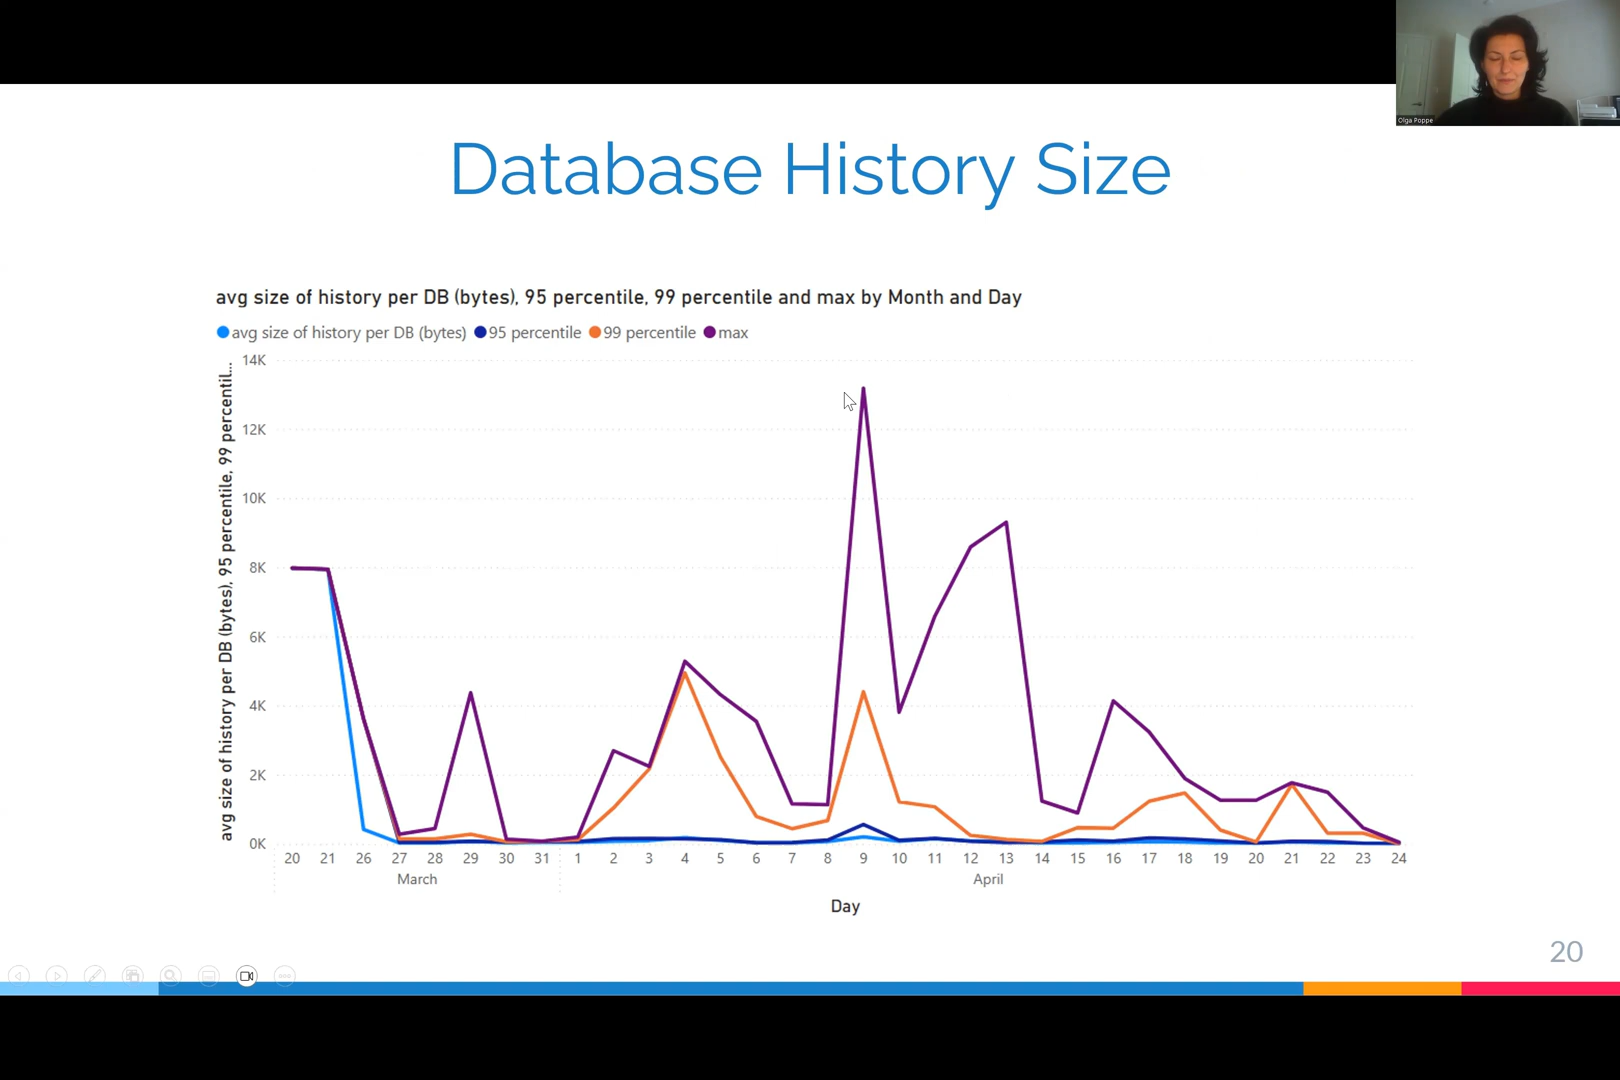 Olga Poppe
Database History Size
avg size of history per DB (bytes), 95 percentile, 99 percentile and max by Month and Day
avg size of history per DB (bytes) 95 percentile 99 percentile max
avg size of history per DB (bytes), 95 percentile, 99 percentil...
14K
12K
10K
8K
6K
4K
2K
0K
20 21 26 27 28 29 30 31 1 2 3 4 5 6 7 8 9 10 11 12 13 14 15 16 17 18 19 20 21 22 23 24
March April
Day
20